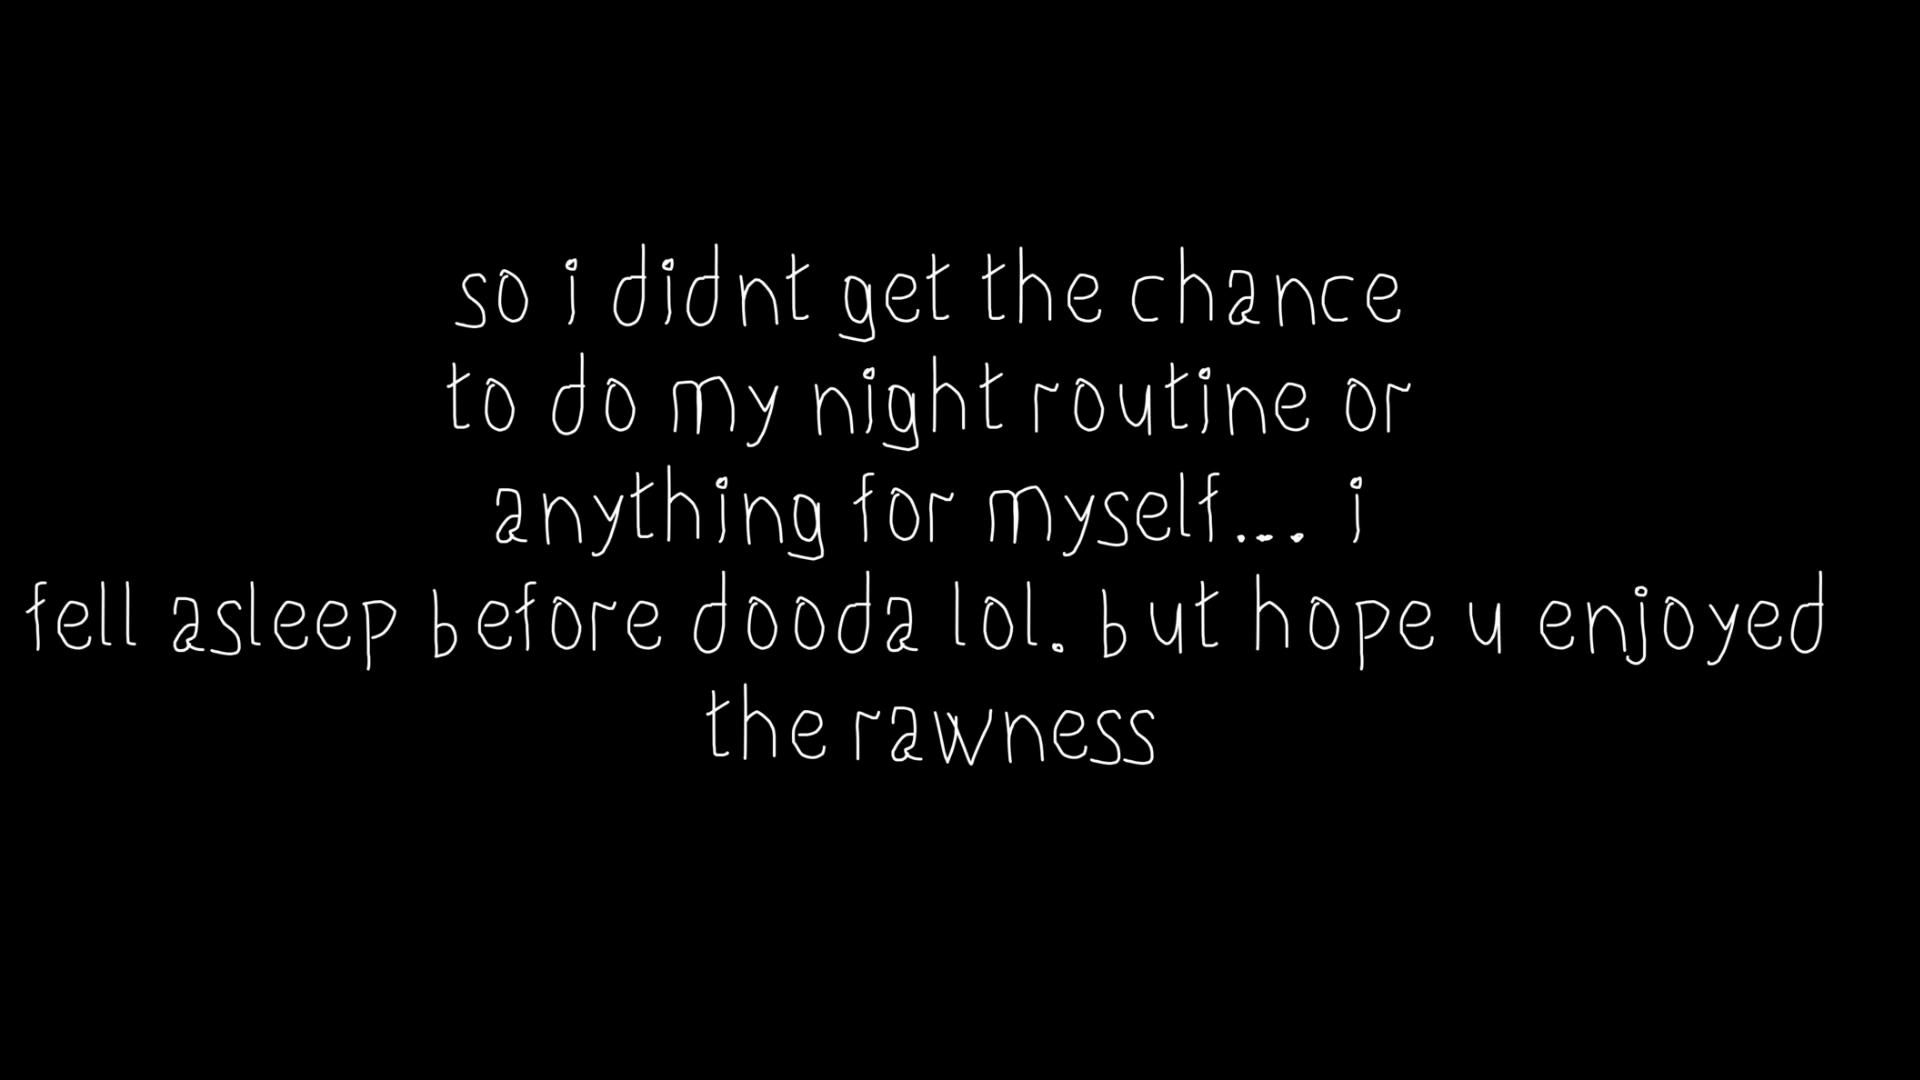 so i didnt get the chance
to do my night routine or
anything for myself... i
fell asleep before dooda lol. but hope u enjoyed
the rawness